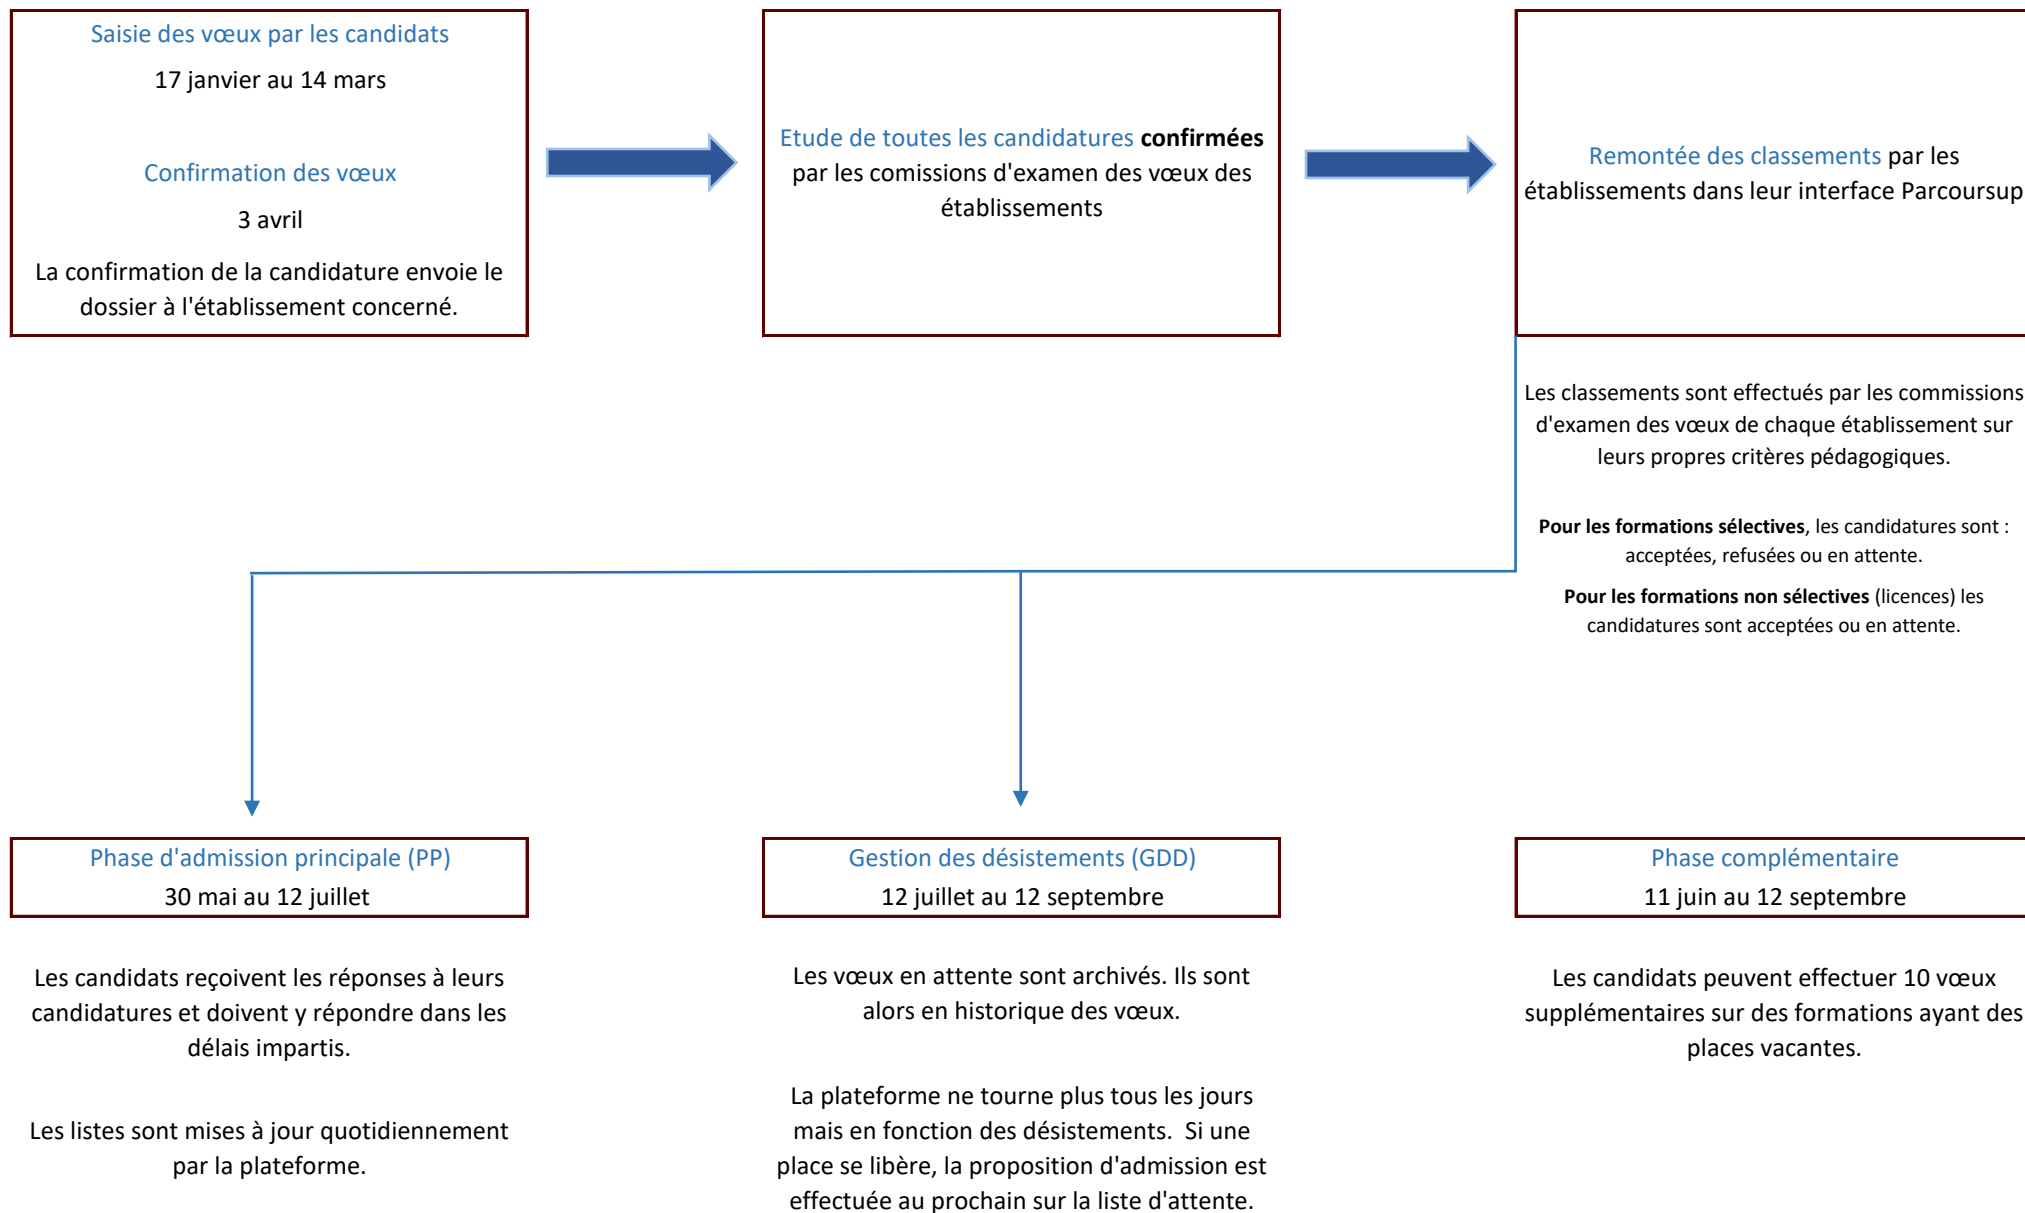 Saisie des vœux par les candidats
17 janvier au 14 mars
Confirmation des vœux
3 avril
La confirmation de la candidature envoie le
dossier à l'établissement concerné.
Etude de toutes les candidatures confirmées
par les comissions d'examen des vœux des
établissements
Remontée des classements par les
établissements dans leur interface Parcoursup
Les classements sont effectués par les commissions
d'examen des vœux de chaque établissement sur
leurs propres critères pédagogiques.
Pour les formations sélectives, les candidatures sont :
acceptées, refusées ou en attente.
Pour les formations non sélectives (licences) les
candidatures sont acceptées ou en attente.
Phase d'admission principale (PP)
30 mai au 12 juillet
Les candidats reçoivent les réponses à leurs
candidatures et doivent y répondre dans les
délais impartis.
Les listes sont mises à jour quotidiennement
par la plateforme.
Gestion des désistements (GDD)
12 juillet au 12 septembre
Les vœux en attente sont archivés. Ils sont
alors en historique des vœux.
La plateforme ne tourne plus tous les jours
mais en fonction des désistements.  Si une
place se libère, la proposition d'admission est
effectuée au prochain sur la liste d'attente.
Phase complémentaire
11 juin au 12 septembre
Les candidats peuvent effectuer 10 vœux
supplémentaires sur des formations ayant des
places vacantes.